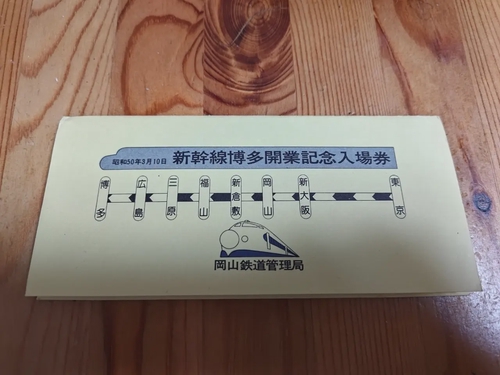 昭和50年3月10日 新幹線博多開業記念入場券
博多 広島 三原 福山 新倉敷 岡山 新大阪 東京
岡山鉄道管理局